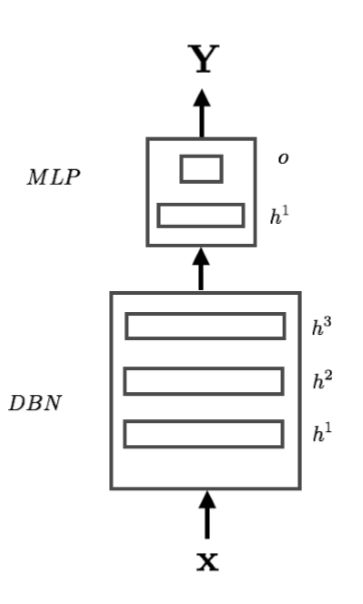 Y
o
MLP
h¹
h³
h²
DBN
h¹
x